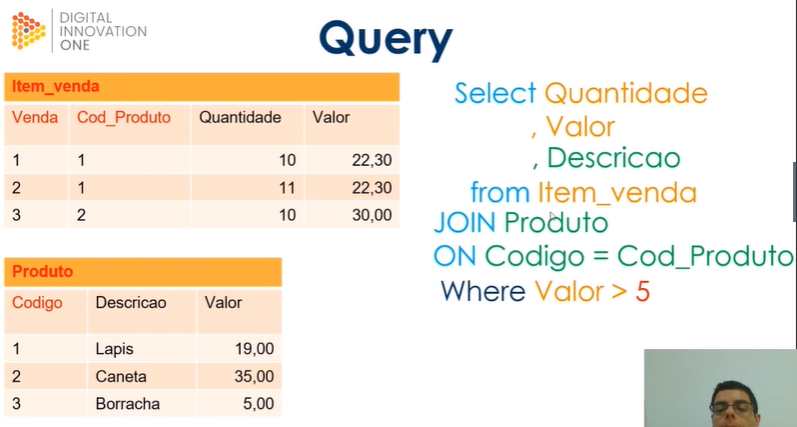 DIGITAL
INNOVATION
ONE
Query
Item_venda
Venda Cod_Produto Quantidade Valor
1 1 10 22,30
2 1 11 22,30
3 2 10 30,00
Produto
Codigo Descricao Valor
1 Lapis 19,00
2 Caneta 35,00
3 Borracha 5,00
Select Quantidade
, Valor
, Descricao
from Item_venda
JOIN Produto
ON Codigo = Cod_Produto
Where Valor > 5